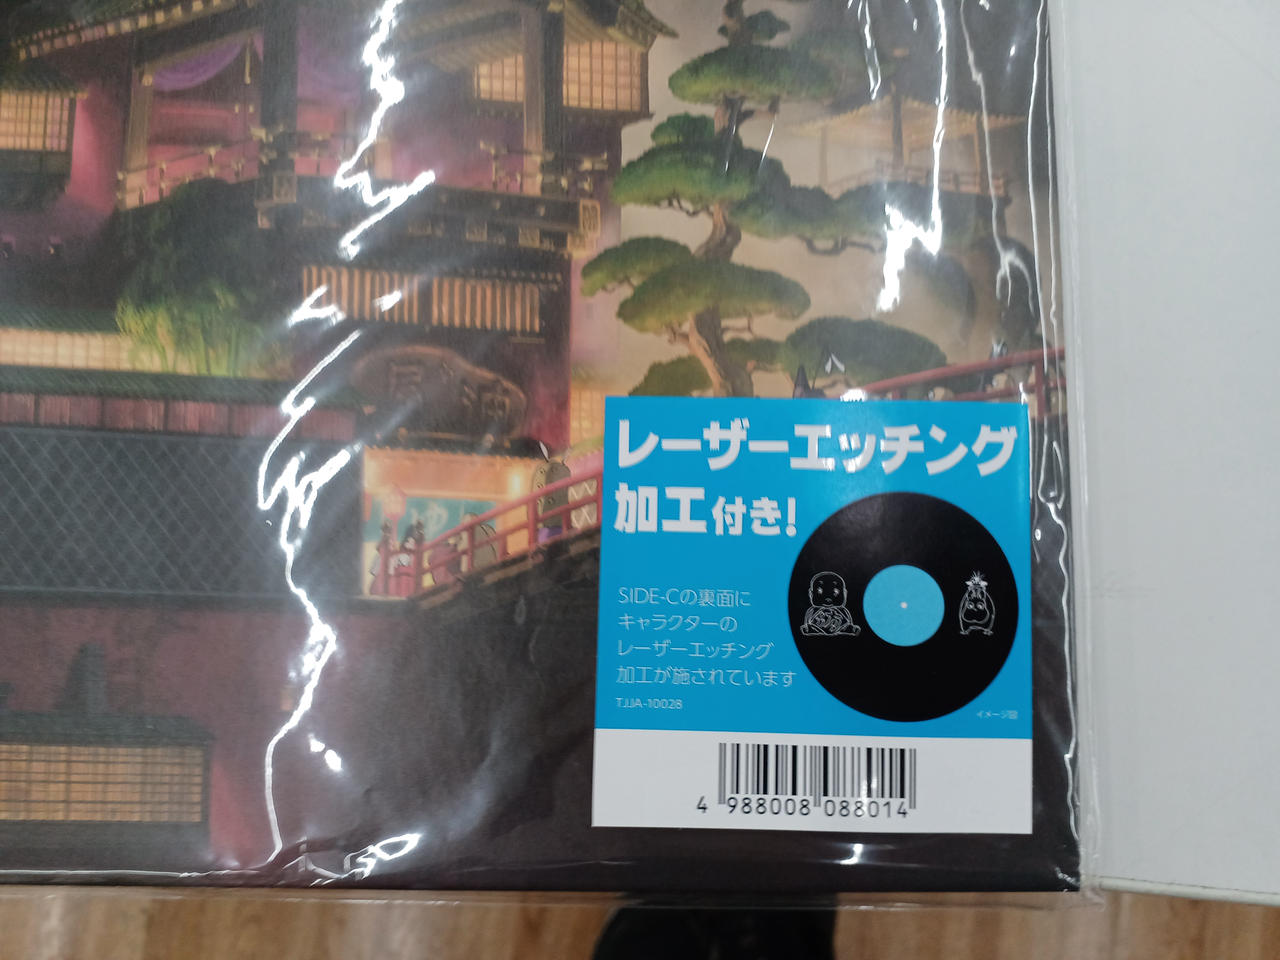 油
ゆ
レーザーエッチング
加工付き!
SIDE-Cの裏面に
キャラクターの
レーザーエッチング
加工が施されています
TJJA-10028
イメージ図
4 988008 088014